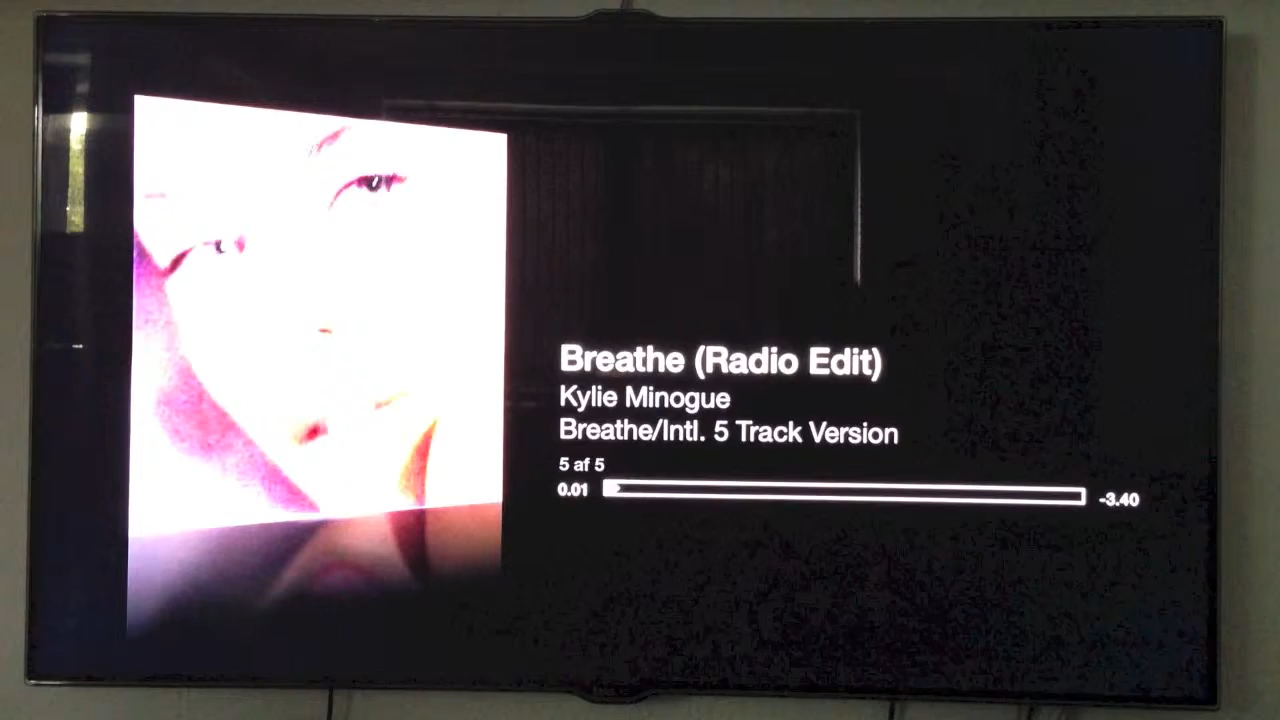 Breathe (Radio Edit)
Kylie Minogue
Breathe/Intl. 5 Track Version
5 af 5
0.01 -3.40